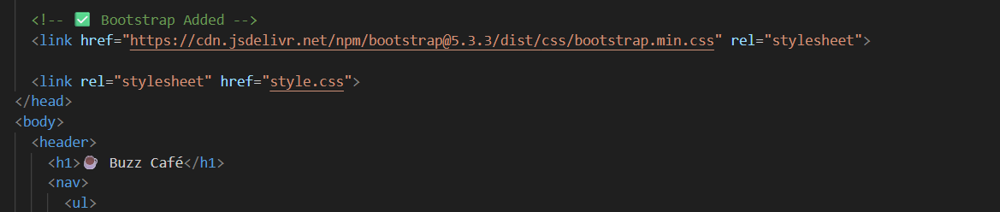 <!-- ✅ Bootstrap Added -->
<link href="https://cdn.jsdelivr.net/npm/bootstrap@5.3.3/dist/css/bootstrap.min.css" rel="stylesheet">
<link rel="stylesheet" href="style.css">
</head>
<body>
<header>
<h1>☕ Buzz Café</h1>
<nav>
<ul>